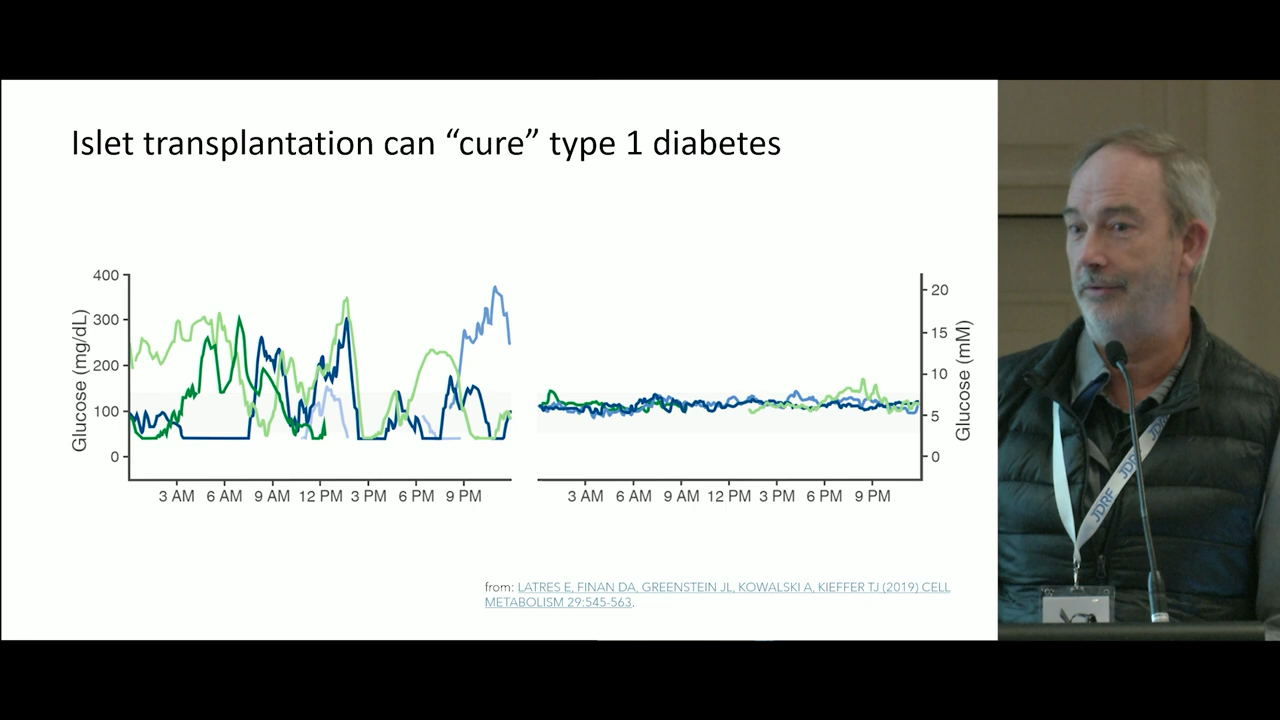 Islet transplantation can “cure” type 1 diabetes
Glucose (mg/dL)
400
300
200
100
0
3 AM 6 AM 9 AM 12 PM 3 PM 6 PM 9 PM
3 AM 6 AM 9 AM 12 PM 3 PM 6 PM 9 PM
20
15
10
5
0
Glucose (mM)
from: LATRES E, FINAN DA, GREENSTEIN JL, KOWALSKI A, KIEFFER TJ (2019) CELL
METABOLISM 29:545-563.
JDRF
JDRF
JDRF